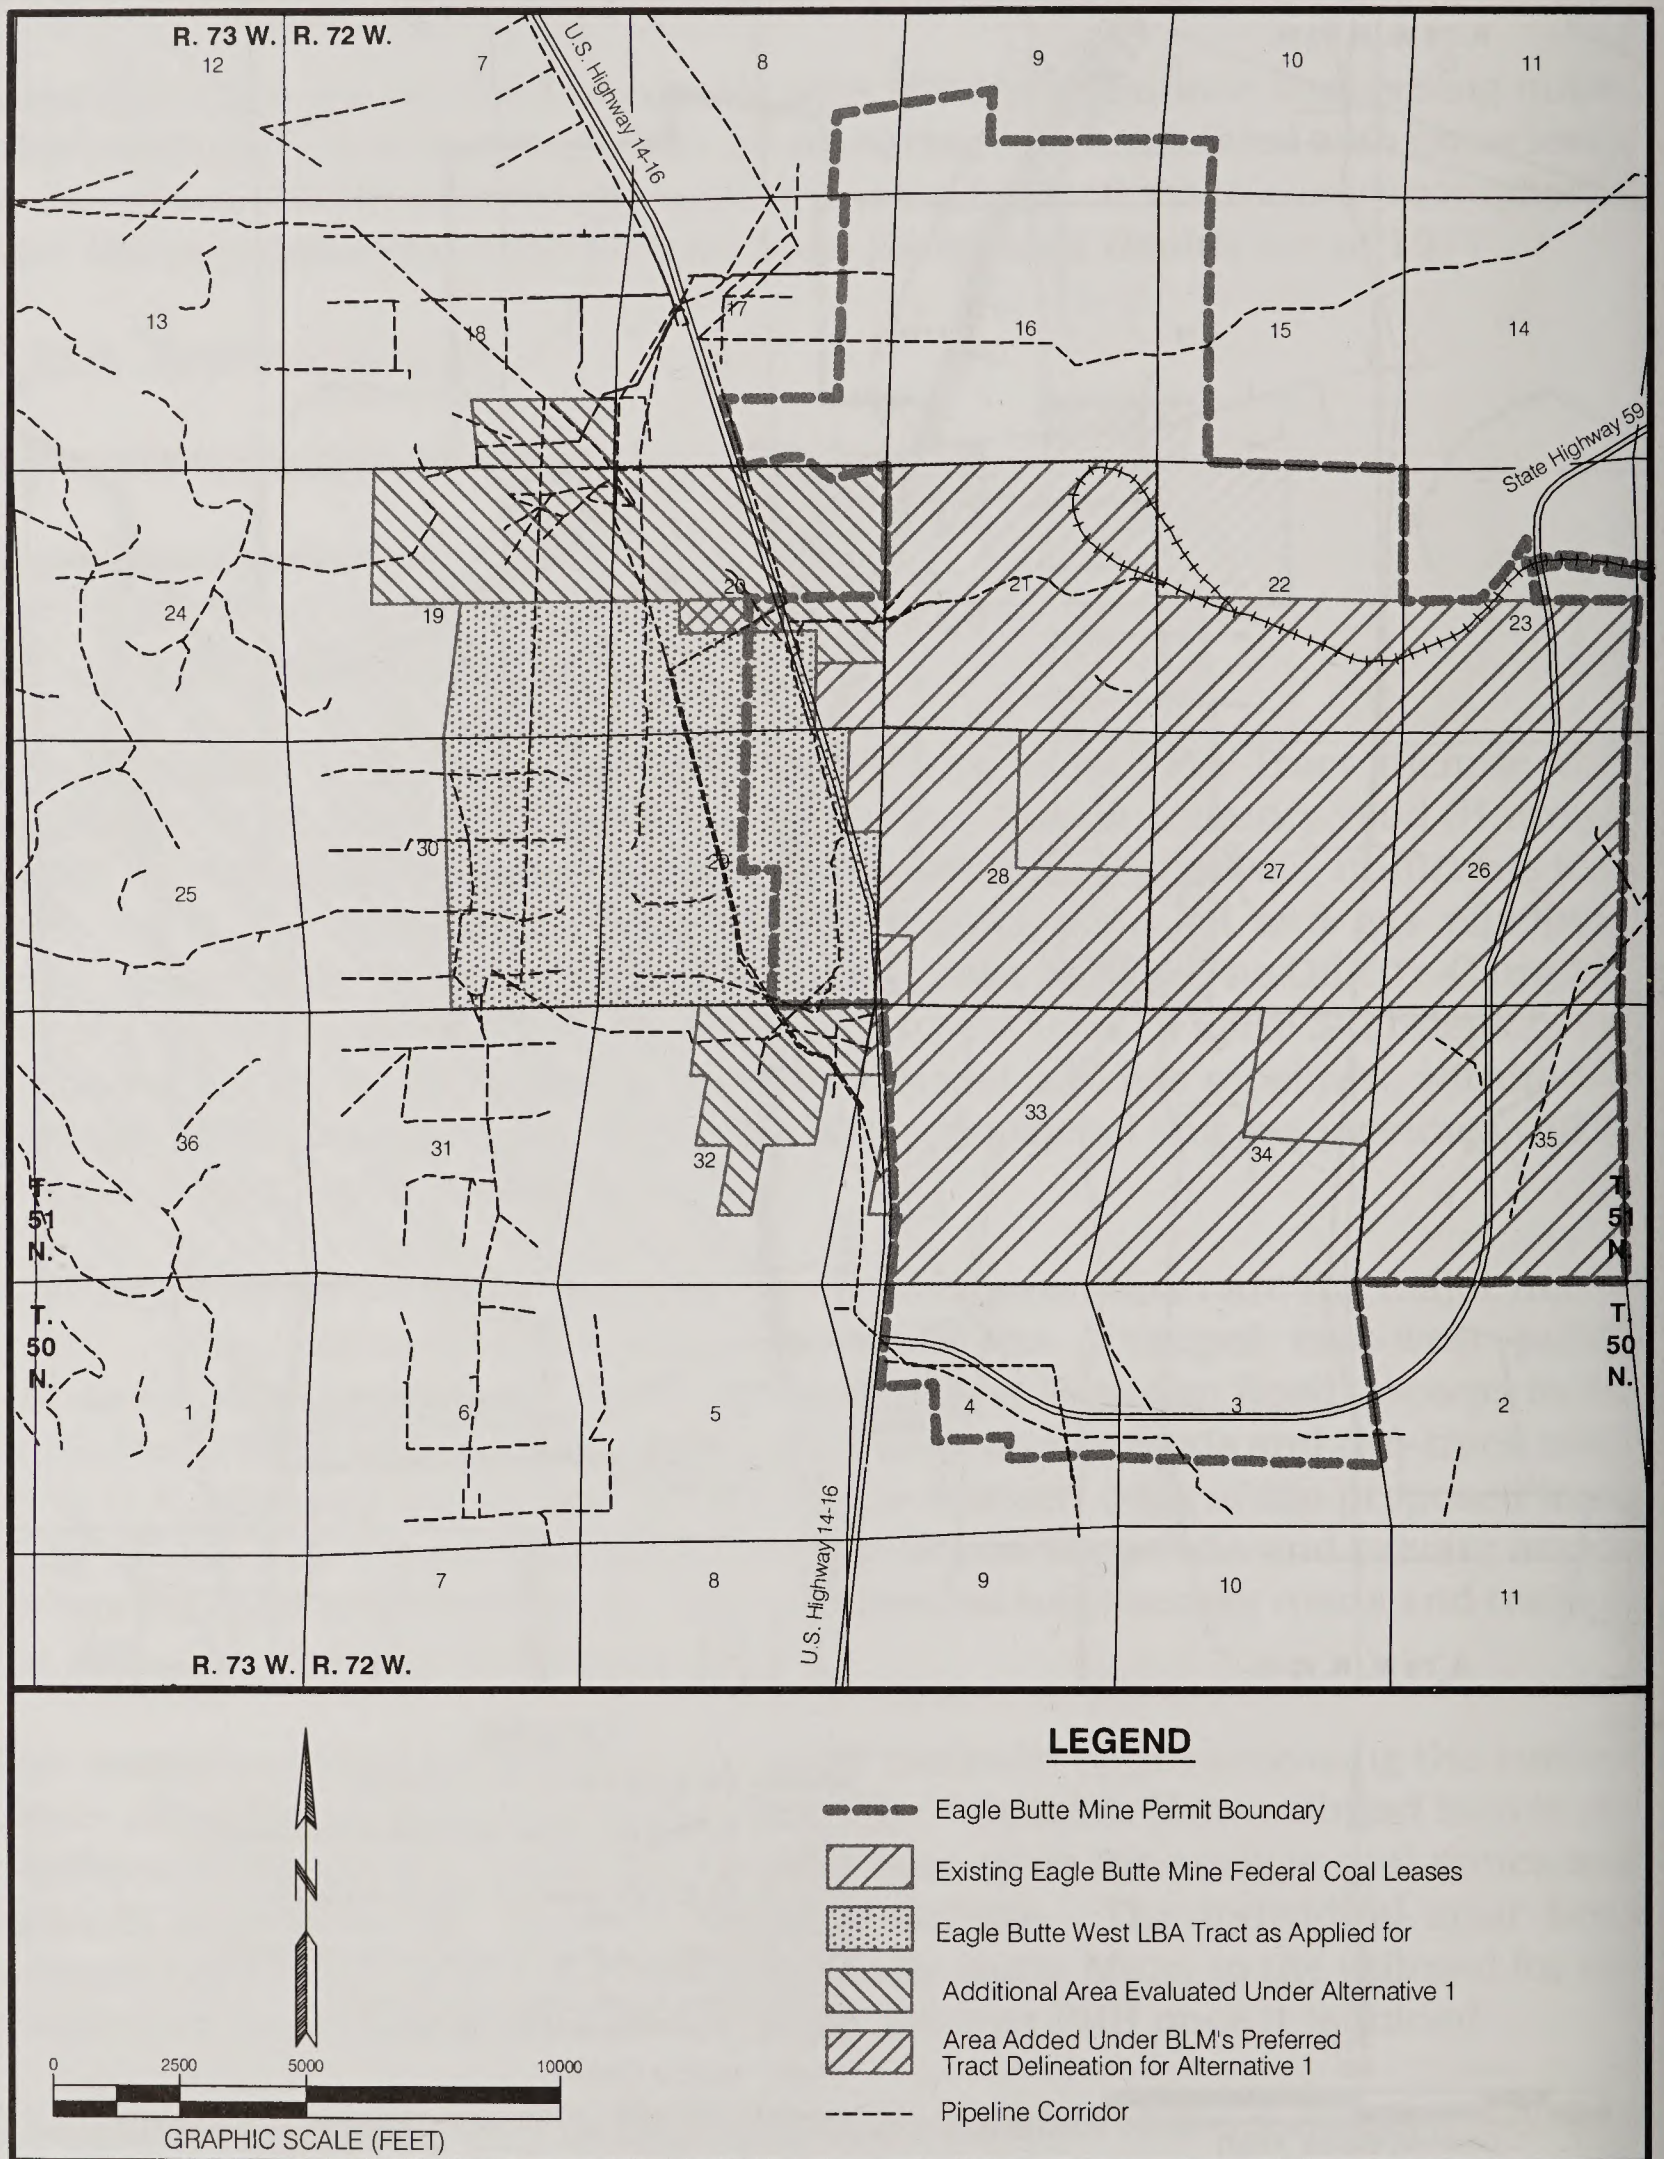 R. 73 W. R. 72 W.
12 7 8 9 10 11
U.S. Highway 14-16
13 18 17 16 15 14
State Highway 59
24 19 20 21 22 23
25 30 29 28 27 26
36 31 32 33 34 35
T.
51
N.
T.
51
N.
T.
50
N.
T.
50
N.
1 6 5 4 3 2
U.S. Highway 14-16
7 8 9 10 11
R. 73 W. R. 72 W.
LEGEND
N
Eagle Butte Mine Permit Boundary
Existing Eagle Butte Mine Federal Coal Leases
Eagle Butte West LBA Tract as Applied for
Additional Area Evaluated Under Alternative 1
Area Added Under BLM's Preferred
Tract Delineation for Alternative 1
Pipeline Corridor
0 2500 5000 10000
GRAPHIC SCALE (FEET)